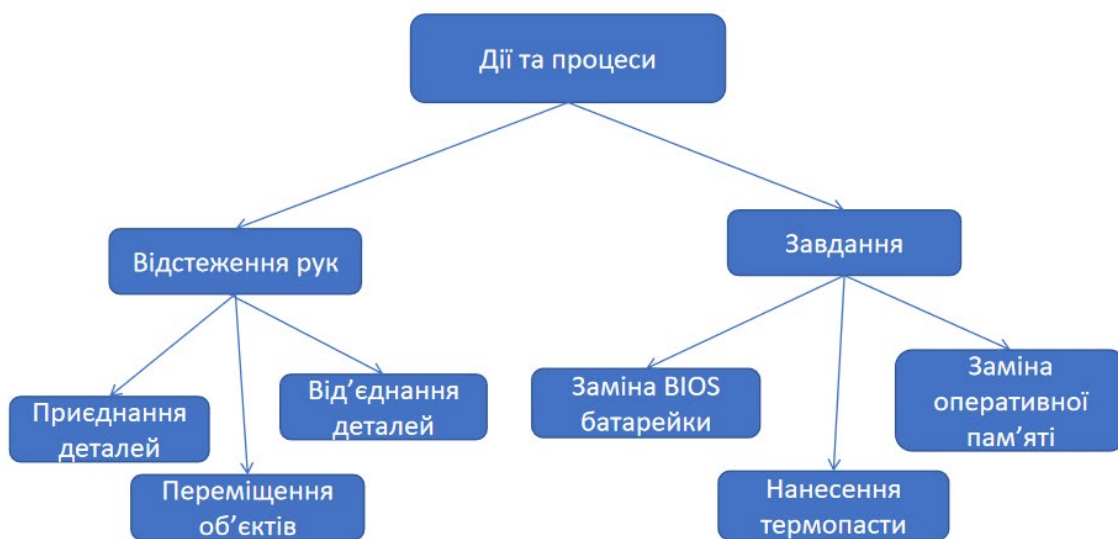 Дії та процеси
Відстеження рук
Завдання
Приєднання
деталей
Переміщення
об’єктів
Від’єднання
деталей
Заміна BIOS
батарейки
Нанесення
термопасти
Заміна
оперативної
пам’яті